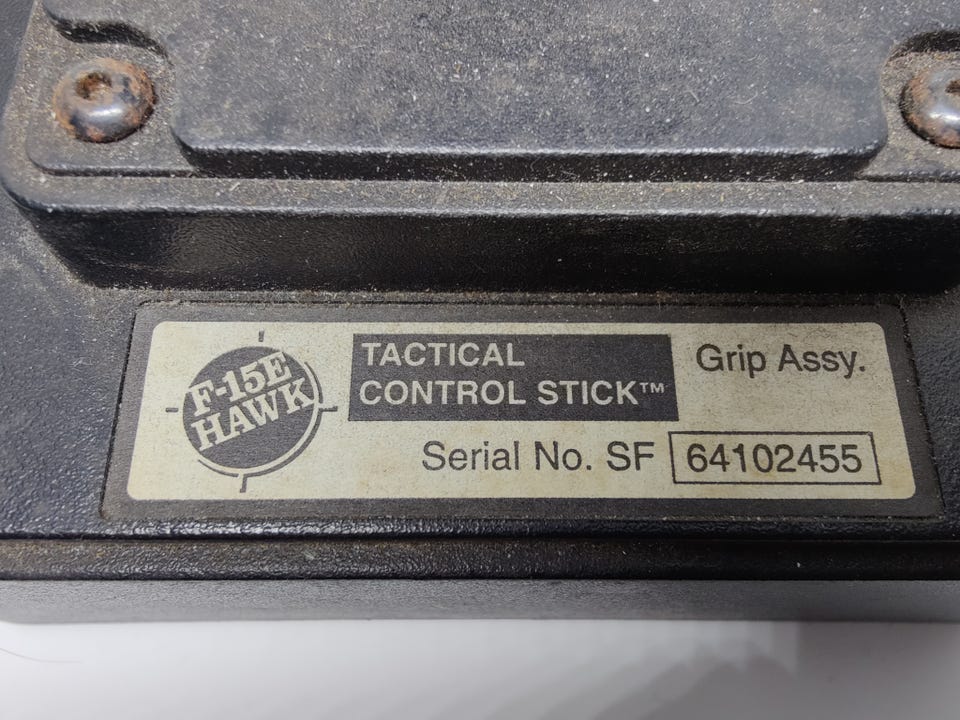 F-15E
HAWK
TACTICAL
CONTROL STICK™
Grip Assy.
Serial No. SF 64102455